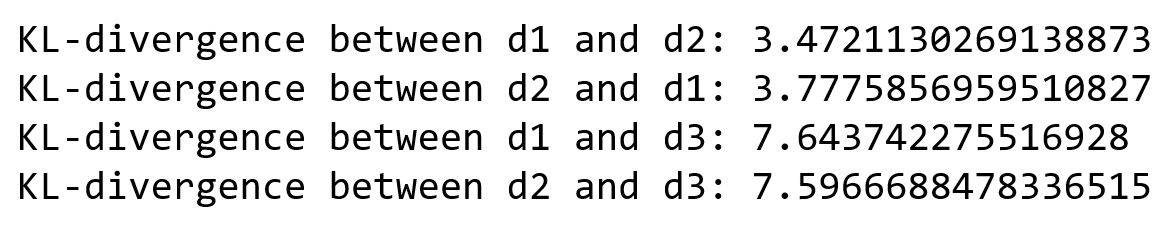 KL-divergence between d1 and d2: 3.4721130269138873
KL-divergence between d2 and d1: 3.7775856959510827
KL-divergence between d1 and d3: 7.643742275516928
KL-divergence between d2 and d3: 7.5966688478336515